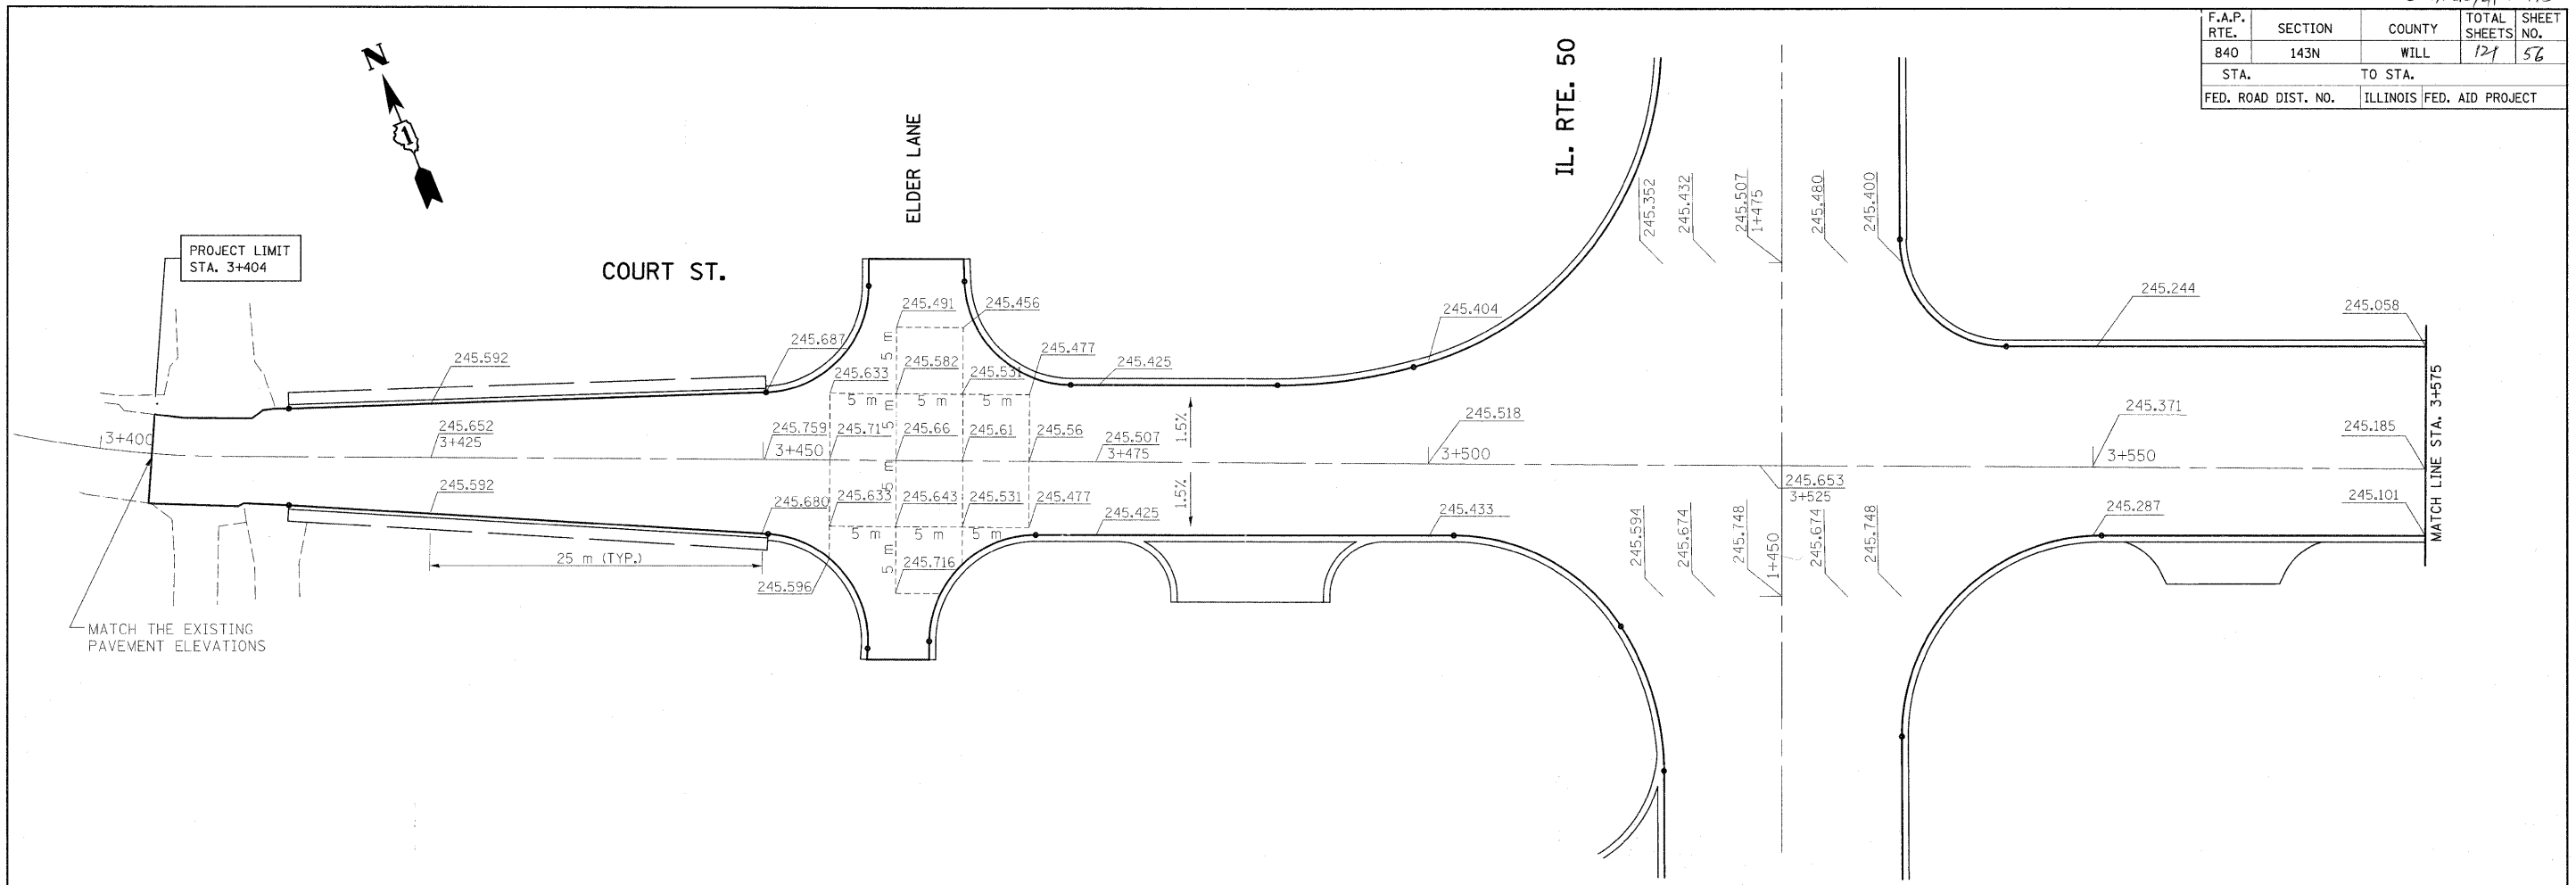 F.A.P. RTE. SECTION COUNTY TOTAL SHEETS SHEET NO.
840 143N WILL 121 56
STA. TO STA.
FED. ROAD DIST. NO. ILLINOIS FED. AID PROJECT
N
1
PROJECT LIMIT
STA. 3+404
COURT ST.
ELDER LANE
IL. RTE. 50
245.352
245.432
245.507
1+475
245.480
245.400
245.244
245.058
245.491
245.456
245.404
245.687
245.592
5 m
245.582
245.477
245.425
245.633
245.531
5 m
5 m
5 m
3+400
245.652
3+425
245.759
3+450
245.71
5 m
245.66
245.61
245.56
245.507
3+475
1.5%
245.518
3+500
245.371
3+550
245.185
MATCH LINE STA. 3+575
245.592
245.680
245.633
5 m
245.643
245.531
245.477
1.5%
245.425
245.433
245.653
3+525
245.287
245.101
5 m
5 m
5 m
25 m (TYP.)
245.596
5 m
245.716
245.594
245.674
245.748
1+450
245.674
245.748
MATCH THE EXISTING
PAVEMENT ELEVATIONS